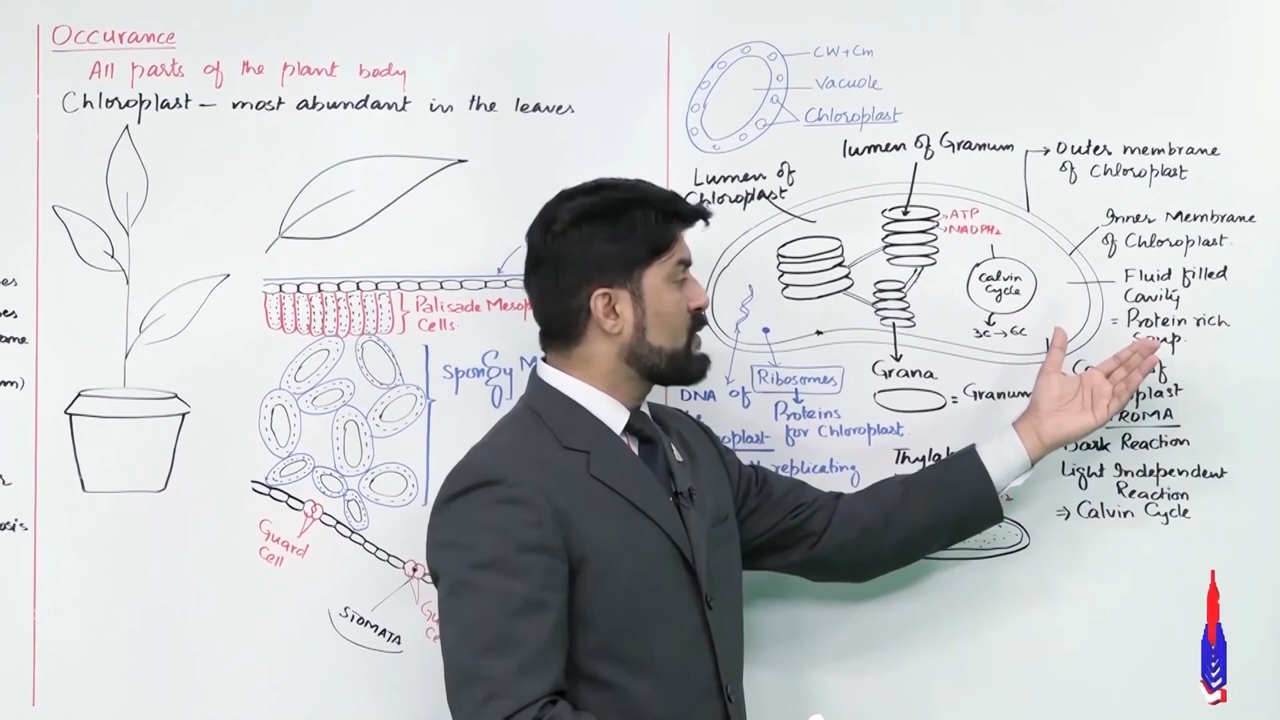 Occurance
All parts of the plant body
Chloroplast – most abundant in the leaves
Palisade
Cells.
Spongy
Guard
Cell
STOMATA
CW+Cm
Vacuole
Chloroplast
lumen of Granum
Lumen of
Chloroplast
Outer membrane
of Chloroplast
ATP
NADPH₂
Inner Membrane
of Chloroplast.
Calvin
Cycle
3C→6C
Fluid filled
Cavity
= Protein rich
Grana
= Granum
Ribosomes
Proteins
for Chloroplast.
DNA of
replicating
Dark Reaction
Light Independent
Reaction
⇒ Calvin Cycle